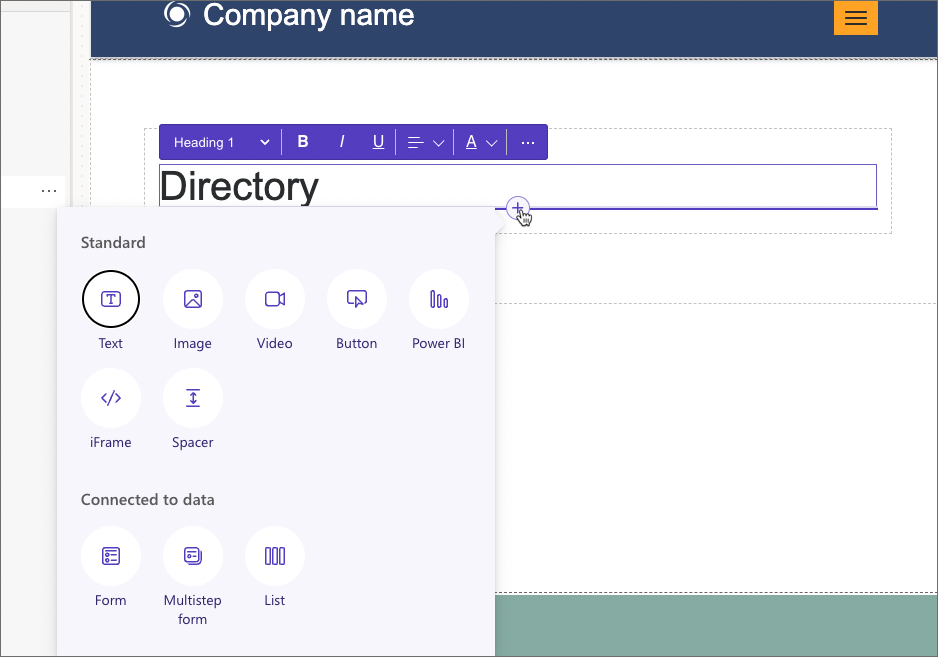 Company name
Heading 1 B I U A ...
Directory
...
Standard
Text Image Video Button Power BI
iFrame Spacer
Connected to data
Form Multistep form List